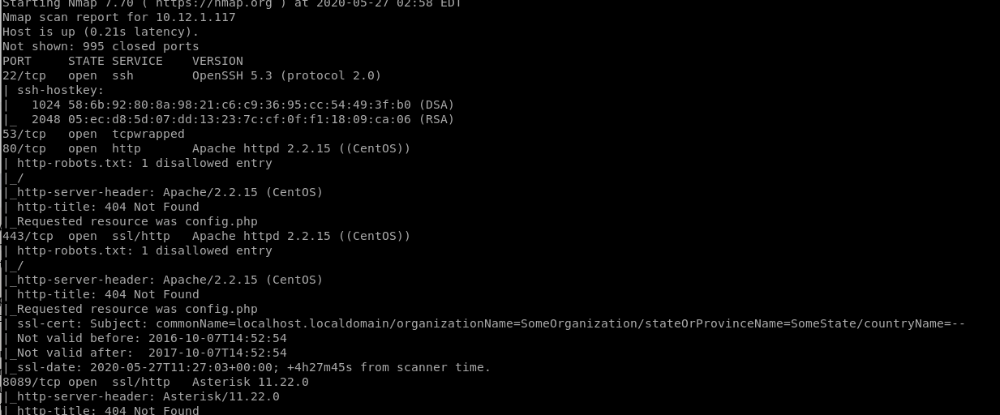 Starting Nmap 7.70 ( https://nmap.org ) at 2020-05-27 02:58 EDT
Nmap scan report for 10.12.1.117
Host is up (0.21s latency).
Not shown: 995 closed ports
PORT     STATE SERVICE    VERSION
22/tcp   open  ssh        OpenSSH 5.3 (protocol 2.0)
| ssh-hostkey:
|   1024 58:6b:92:80:8a:98:21:c6:c9:36:95:cc:54:49:3f:b0 (DSA)
|_  2048 05:ec:d8:5d:07:dd:13:23:7c:cf:0f:f1:18:09:ca:06 (RSA)
53/tcp   open  tcpwrapped
80/tcp   open  http       Apache httpd 2.2.15 ((CentOS))
| http-robots.txt: 1 disallowed entry
|_/
|_http-server-header: Apache/2.2.15 (CentOS)
| http-title: 404 Not Found
|_Requested resource was config.php
443/tcp  open  ssl/http   Apache httpd 2.2.15 ((CentOS))
| http-robots.txt: 1 disallowed entry
|_/
|_http-server-header: Apache/2.2.15 (CentOS)
| http-title: 404 Not Found
|_Requested resource was config.php
| ssl-cert: Subject: commonName=localhost.localdomain/organizationName=SomeOrganization/stateOrProvinceName=SomeState/countryName=--
| Not valid before: 2016-10-07T14:52:54
|_Not valid after:  2017-10-07T14:52:54
|_ssl-date: 2020-05-27T11:27:03+00:00; +4h27m45s from scanner time.
8089/tcp open  ssl/http   Asterisk 11.22.0
|_http-server-header: Asterisk/11.22.0
| http-title: 404 Not Found